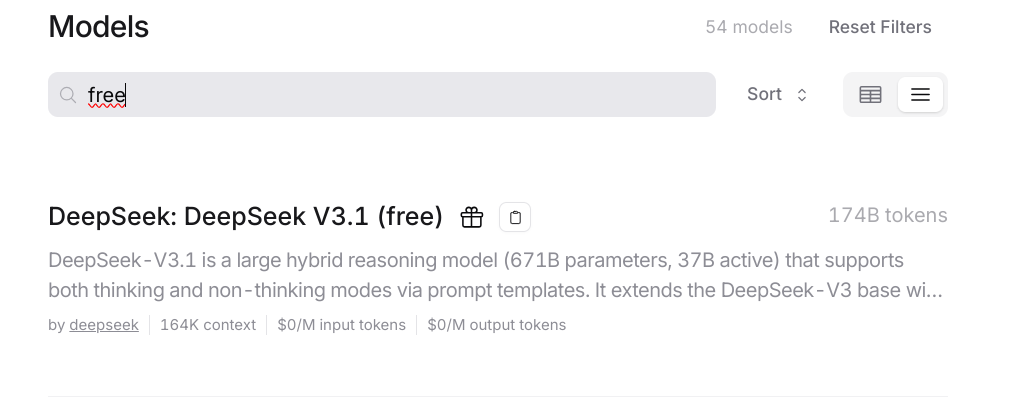 Models
54 models
Reset Filters
free
Sort
DeepSeek: DeepSeek V3.1 (free)
174B tokens
DeepSeek-V3.1 is a large hybrid reasoning model (671B parameters, 37B active) that supports
both thinking and non-thinking modes via prompt templates. It extends the DeepSeek-V3 base wi...
by deepseek
164K context
$0/M input tokens
$0/M output tokens